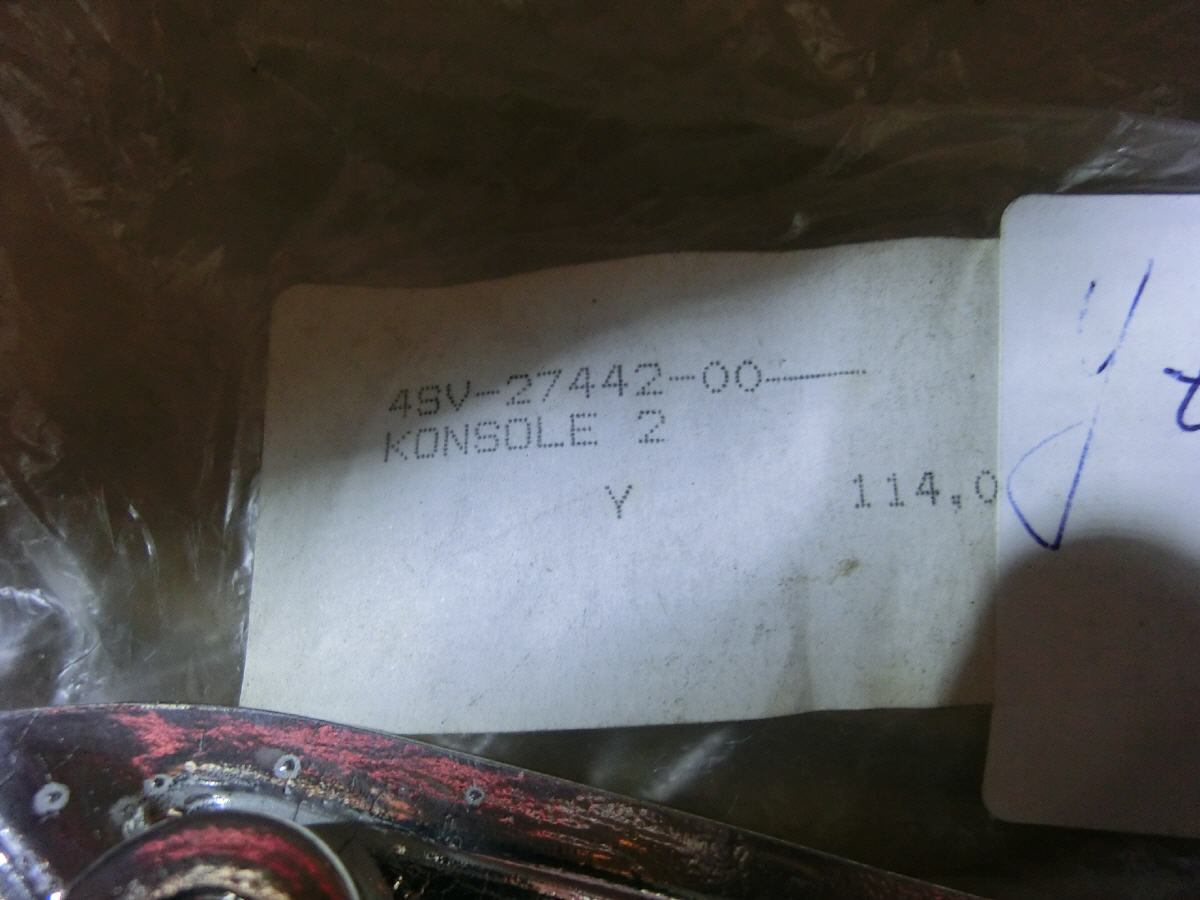 4SV-27442-00-----
KONSOLE 2
Y 114,0